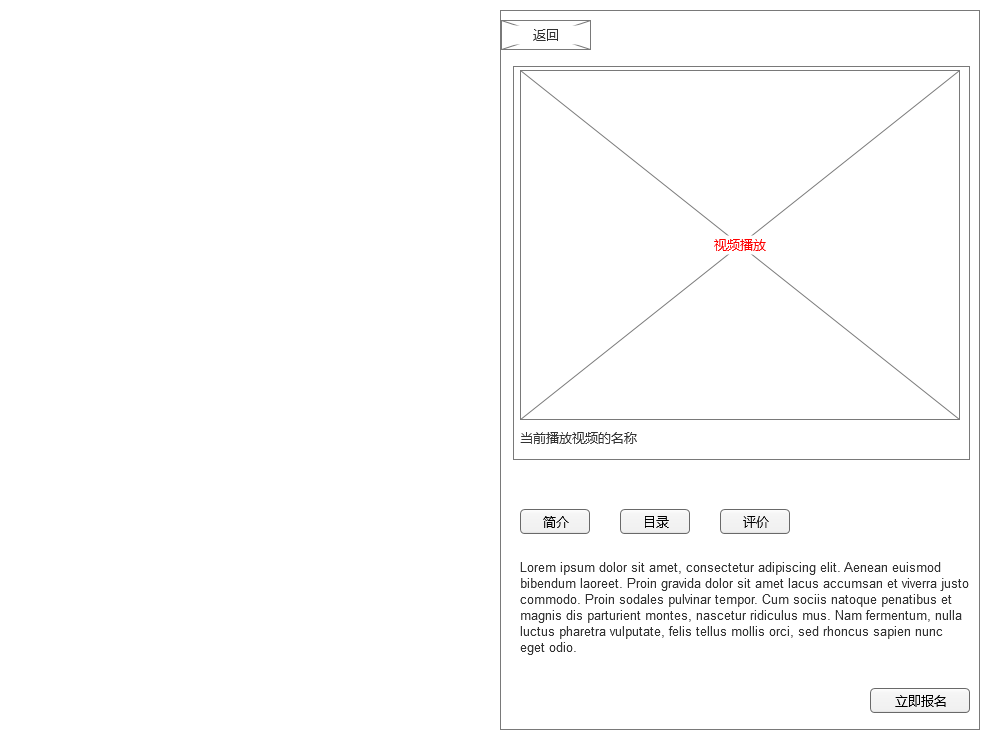 返回
视频播放
当前播放视频的名称
简介 目录 评价
Lorem ipsum dolor sit amet, consectetur adipiscing elit. Aenean euismod
bibendum laoreet. Proin gravida dolor sit amet lacus accumsan et viverra justo
commodo. Proin sodales pulvinar tempor. Cum sociis natoque penatibus et
magnis dis parturient montes, nascetur ridiculus mus. Nam fermentum, nulla
luctus pharetra vulputate, felis tellus mollis orci, sed rhoncus sapien nunc
eget odio.
立即报名